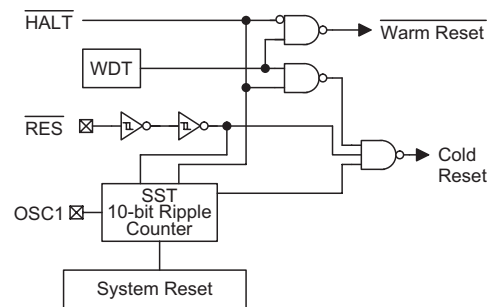 HALT
Warm Reset
WDT
RES
Cold
Reset
SST
10-bit Ripple
Counter
OSC1
System Reset